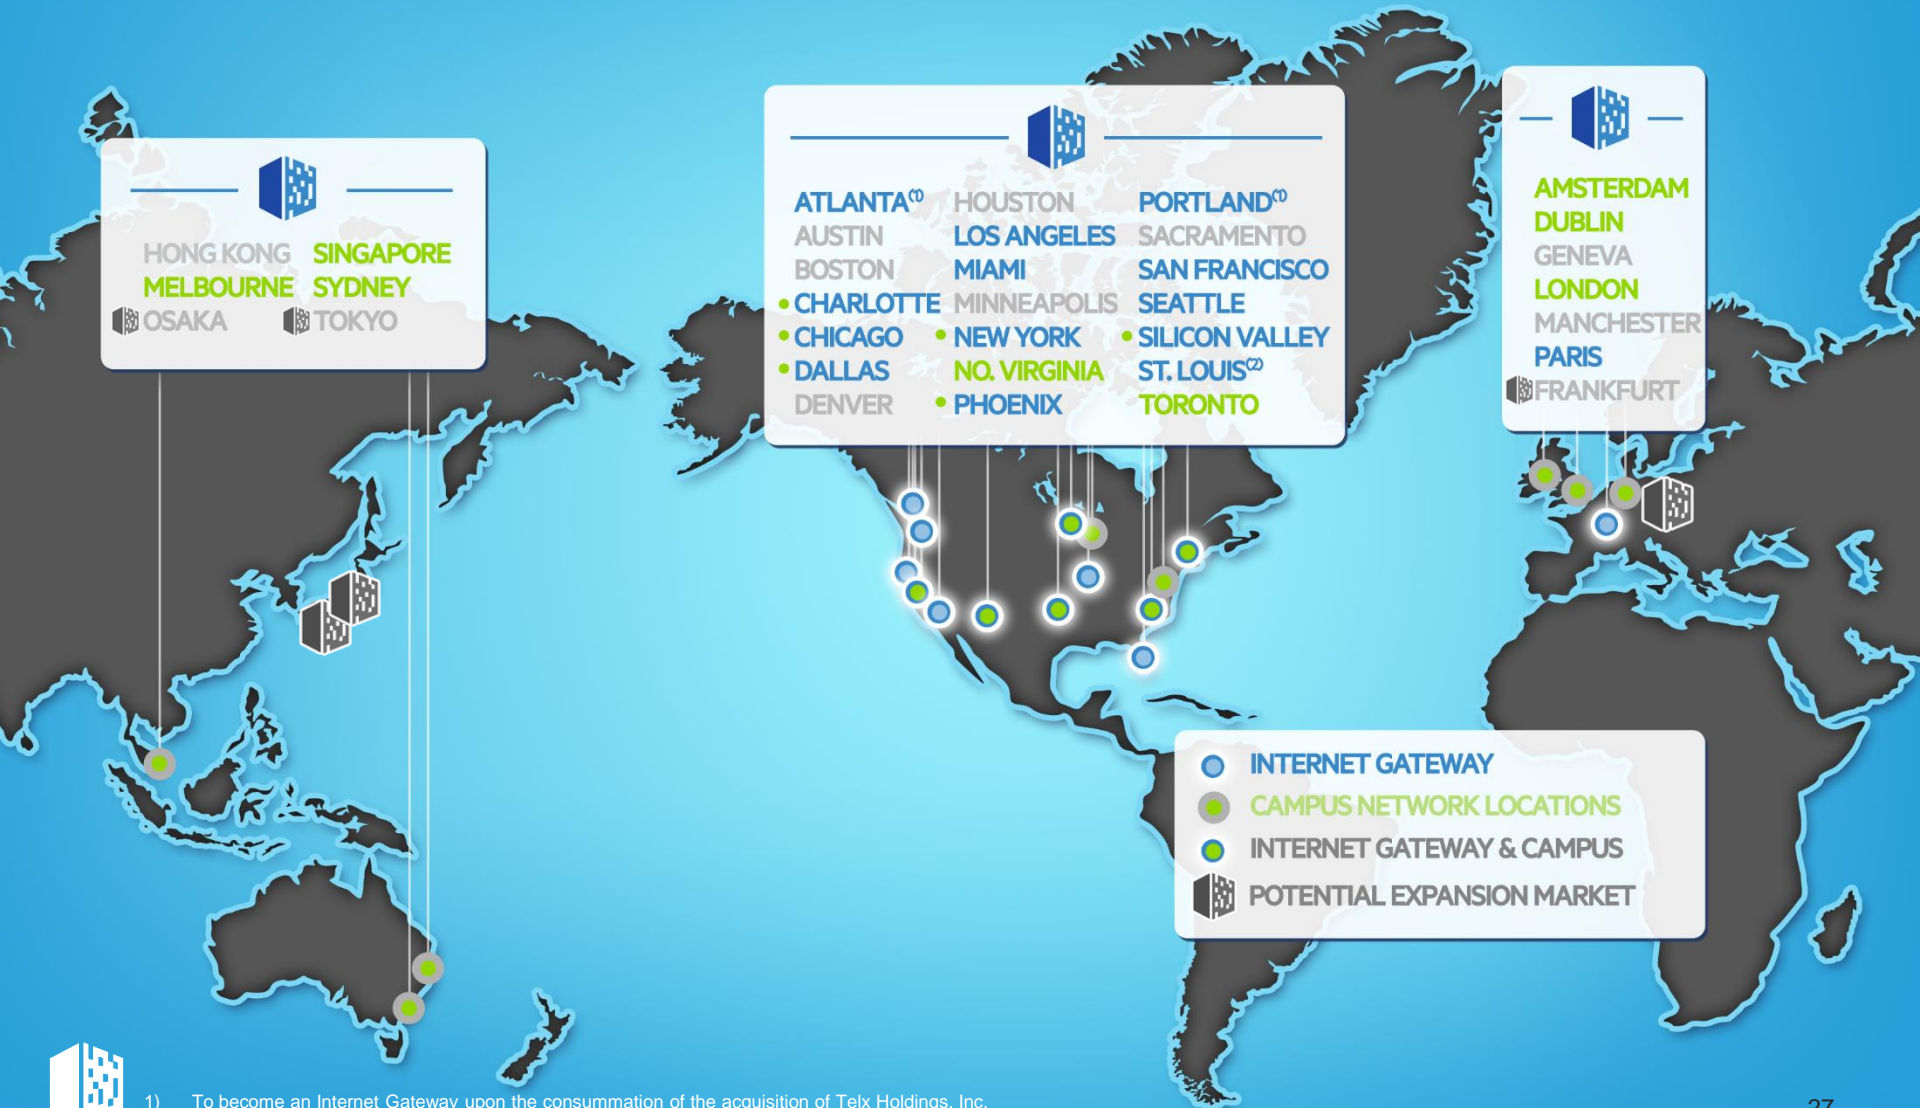 HONG KONG SINGAPORE
MELBOURNE SYDNEY
OSAKA TOKYO
ATLANTA(1) HOUSTON PORTLAND(1)
AUSTIN LOS ANGELES SACRAMENTO
BOSTON MIAMI SAN FRANCISCO
• CHARLOTTE MINNEAPOLIS SEATTLE
• CHICAGO • NEW YORK • SILICON VALLEY
• DALLAS NO. VIRGINIA ST. LOUIS(2)
DENVER • PHOENIX TORONTO
AMSTERDAM
DUBLIN
GENEVA
LONDON
MANCHESTER
PARIS
FRANKFURT
INTERNET GATEWAY
CAMPUS NETWORK LOCATIONS
INTERNET GATEWAY & CAMPUS
POTENTIAL EXPANSION MARKET
1) To become an Internet Gateway upon the consummation of the acquisition of Telx Holdings, Inc.
27